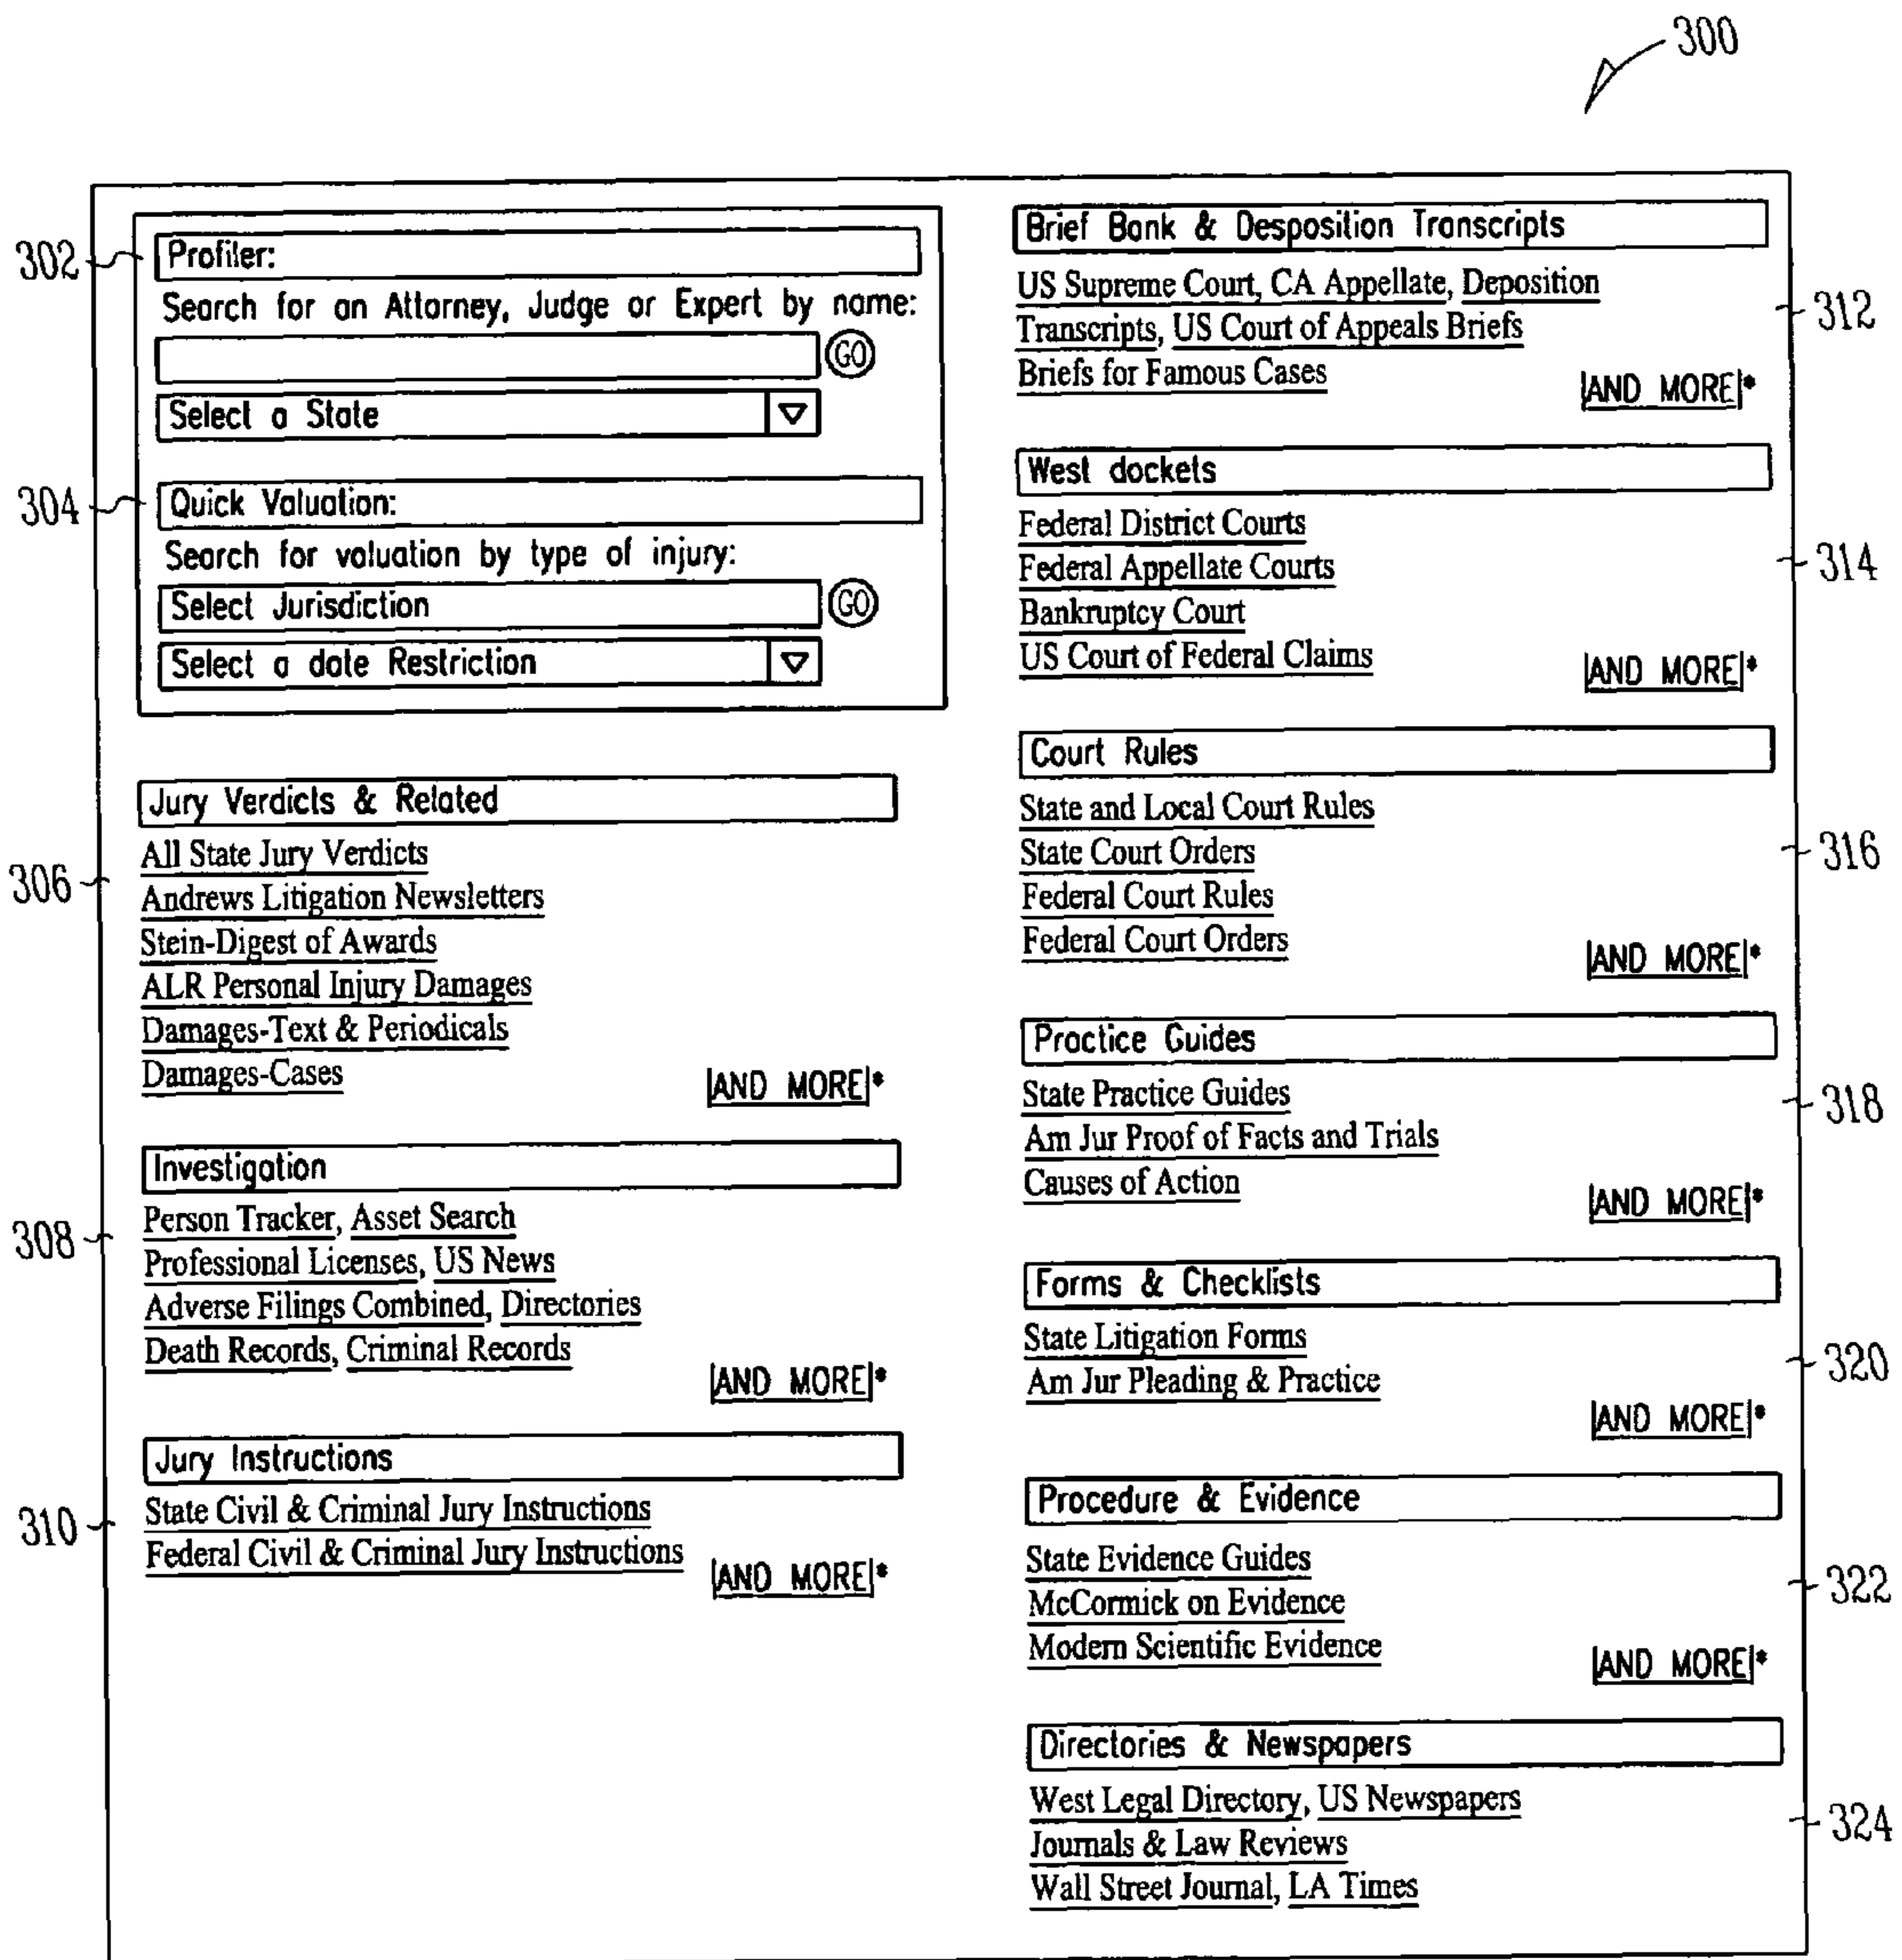 300
302
Profiler:
Search for an Attorney, Judge or Expert by name:
GO
Select a State
304
Quick Valuation:
Search for valuation by type of injury:
Select Jurisdiction
GO
Select a date Restriction
Jury Verdicts & Related
306
All State Jury Verdicts
Andrews Litigation Newsletters
Stein-Digest of Awards
ALR Personal Injury Damages
Damages-Text & Periodicals
Damages-Cases
AND MORE*
Investigation
308
Person Tracker, Asset Search
Professional Licenses, US News
Adverse Filings Combined, Directories
Death Records, Criminal Records
AND MORE*
Jury Instructions
310
State Civil & Criminal Jury Instructions
Federal Civil & Criminal Jury Instructions
AND MORE*
Brief Bank & Desposition Transcripts
312
US Supreme Court, CA Appellate, Deposition
Transcripts, US Court of Appeals Briefs
Briefs for Famous Cases
AND MORE*
West dockets
314
Federal District Courts
Federal Appellate Courts
Bankruptcy Court
US Court of Federal Claims
AND MORE*
Court Rules
316
State and Local Court Rules
State Court Orders
Federal Court Rules
Federal Court Orders
AND MORE*
Practice Guides
318
State Practice Guides
Am Jur Proof of Facts and Trials
Causes of Action
AND MORE*
Forms & Checklists
320
State Litigation Forms
Am Jur Pleading & Practice
AND MORE*
Procedure & Evidence
322
State Evidence Guides
McCormick on Evidence
Modern Scientific Evidence
AND MORE*
Directories & Newspapers
324
West Legal Directory, US Newspapers
Journals & Law Reviews
Wall Street Journal, LA Times